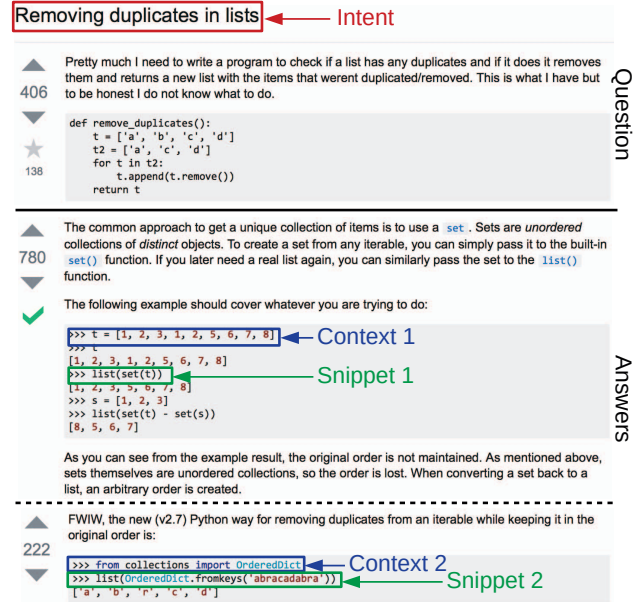 Removing duplicates in lists
Intent
Pretty much I need to write a program to check if a list has any duplicates and if it does it removes
them and returns a new list with the items that werent duplicated/removed. This is what I have but
to be honest I do not know what to do.
406
138
def remove_duplicates():
    t = ['a', 'b', 'c', 'd']
    t2 = ['a', 'c', 'd']
    for t in t2:
        t.append(t.remove())
    return t
Question
The common approach to get a unique collection of items is to use a set . Sets are unordered
collections of distinct objects. To create a set from any iterable, you can simply pass it to the built-in
set() function. If you later need a real list again, you can similarly pass the set to the list()
function.
780
The following example should cover whatever you are trying to do:
>>> t = [1, 2, 3, 1, 2, 5, 6, 7, 8]
Context 1
>>> t
[1, 2, 3, 1, 2, 5, 6, 7, 8]
>>> list(set(t))
Snippet 1
[1, 2, 3, 5, 6, 7, 8]
>>> s = [1, 2, 3]
>>> list(set(t) - set(s))
[8, 5, 6, 7]
Answers
As you can see from the example result, the original order is not maintained. As mentioned above,
sets themselves are unordered collections, so the order is lost. When converting a set back to a
list, an arbitrary order is created.
FWIW, the new (v2.7) Python way for removing duplicates from an iterable while keeping it in the
original order is:
222
>>> from collections import OrderedDict
Context 2
>>> list(OrderedDict.fromkeys('abracadabra'))
Snippet 2
['a', 'b', 'r', 'c', 'd']